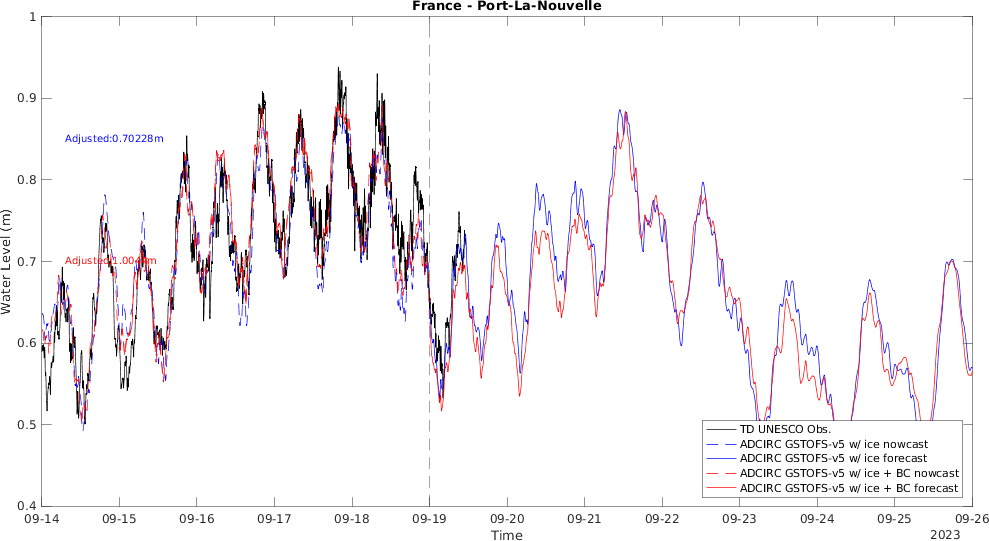 France - Port-La-Nouvelle
Water Level (m)
1
0.9
0.8
0.7
0.6
0.5
0.4
Adjusted:0.70228m
TD UNESCO Obs.
ADCIRC GSTOFS-v5 w/ ice nowcast
ADCIRC GSTOFS-v5 w/ ice forecast
ADCIRC GSTOFS-v5 w/ ice + BC nowcast
ADCIRC GSTOFS-v5 w/ ice + BC forecast
09-14 09-15 09-16 09-17 09-18 09-19 09-20 09-21 09-22 09-23 09-24 09-25 09-26
Time
2023